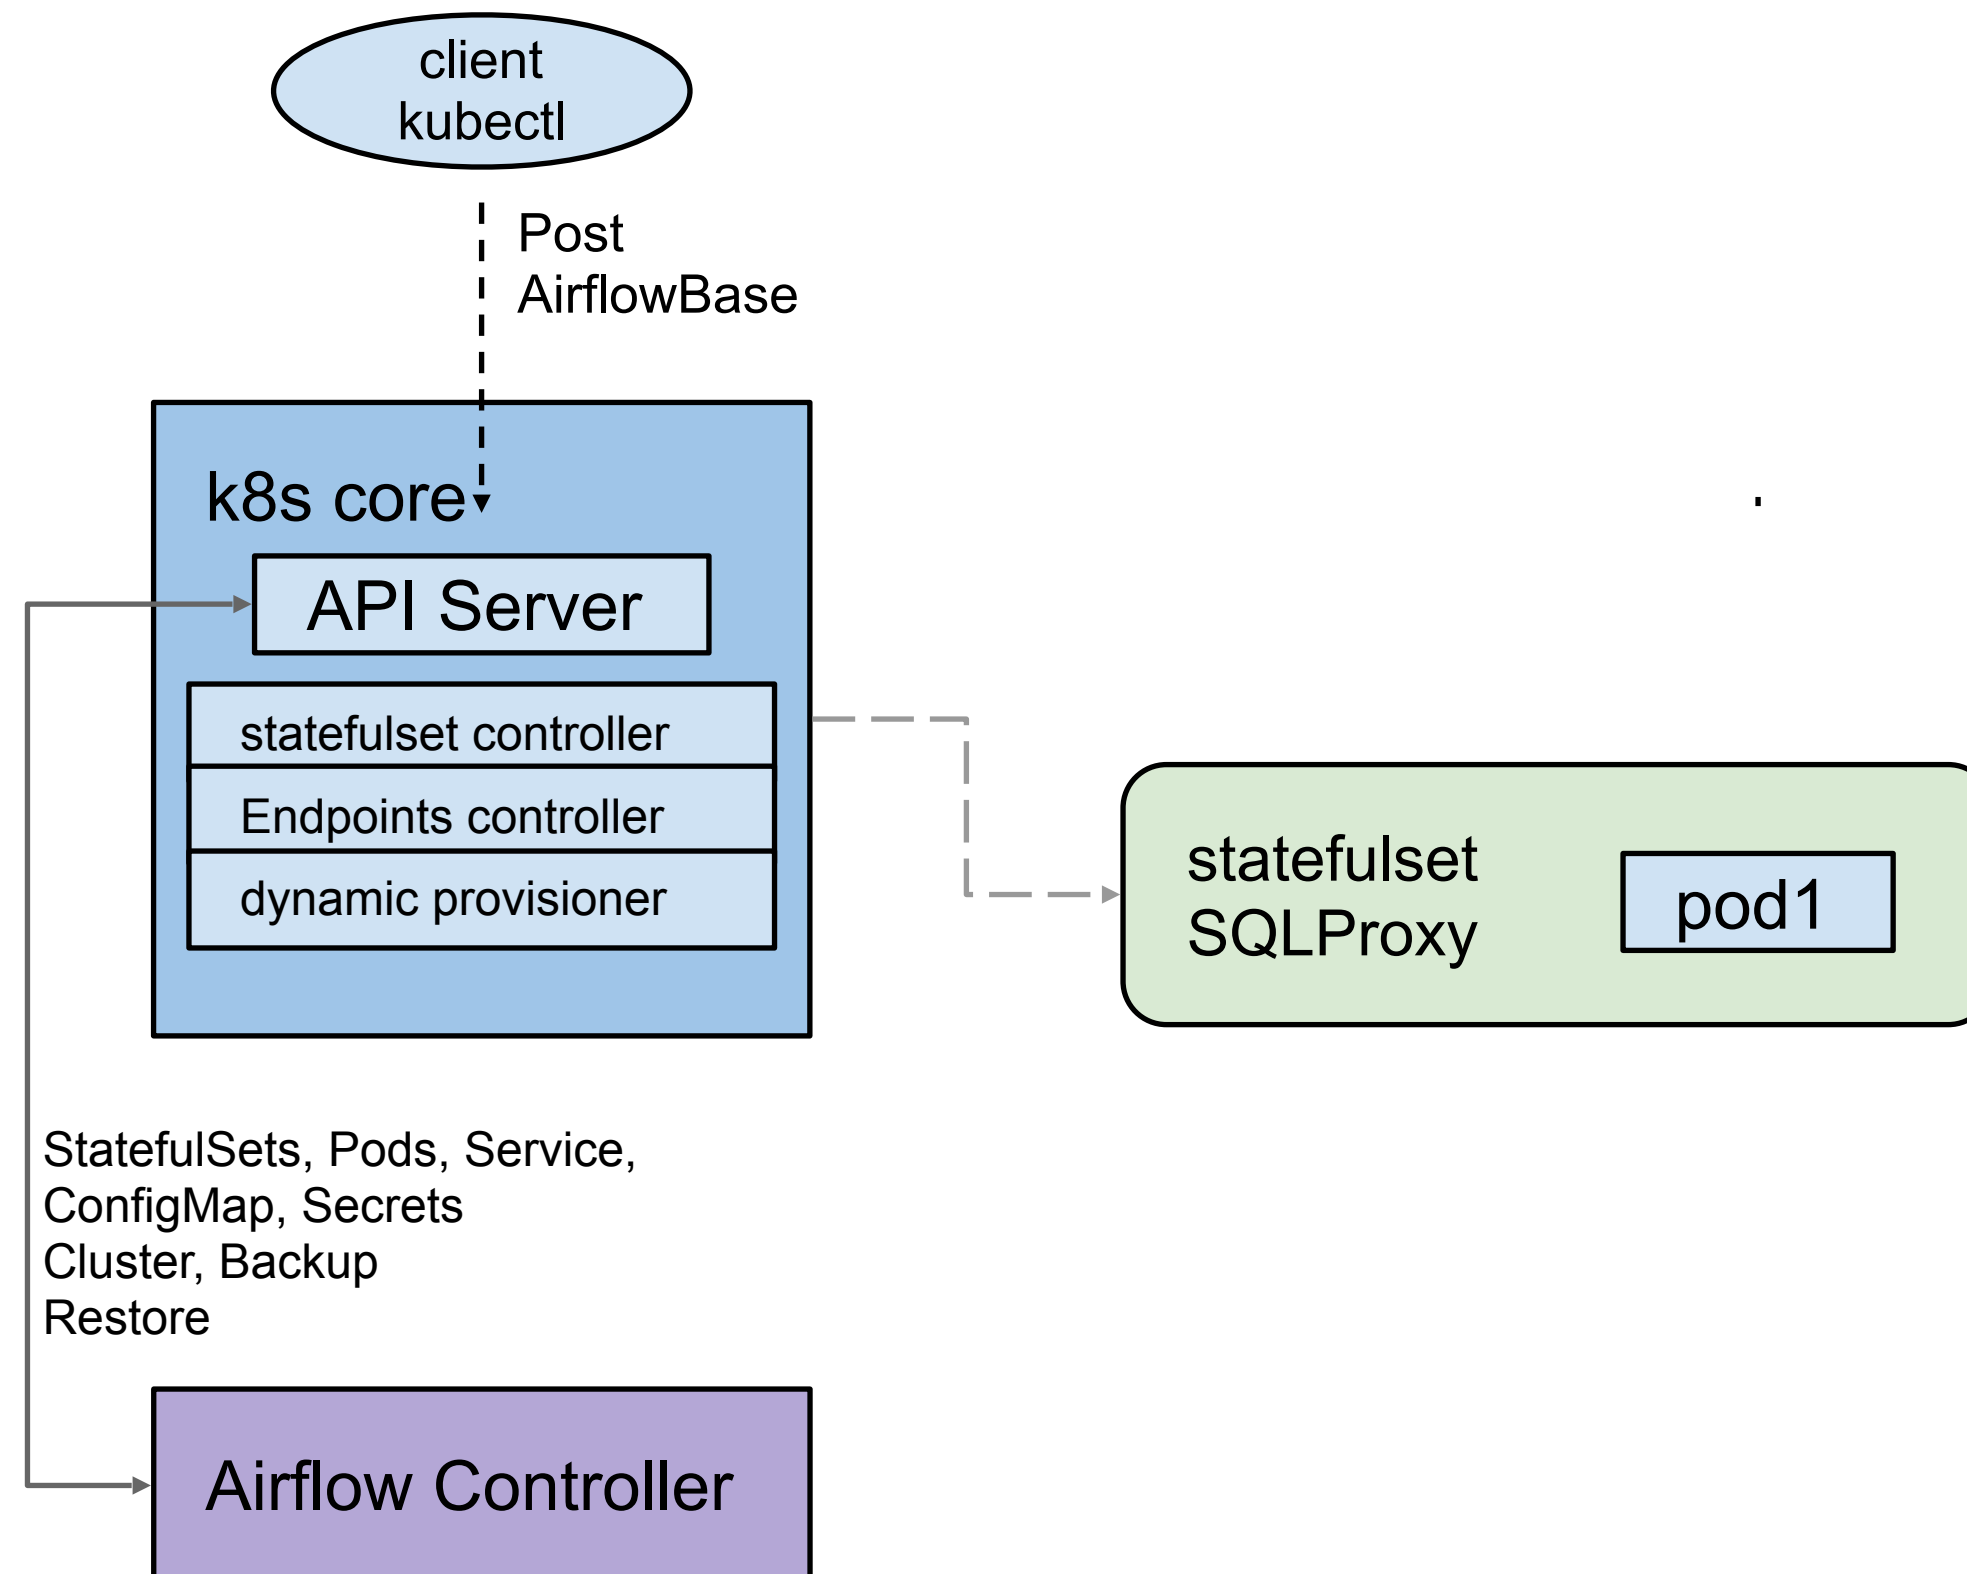 client
kubectl
Post
AirflowBase
k8s core
API Server
statefulset controller
Endpoints controller
dynamic provisioner
statefulset
SQLProxy
pod1
StatefulSets, Pods, Service,
ConfigMap, Secrets
Cluster, Backup
Restore
Airflow Controller